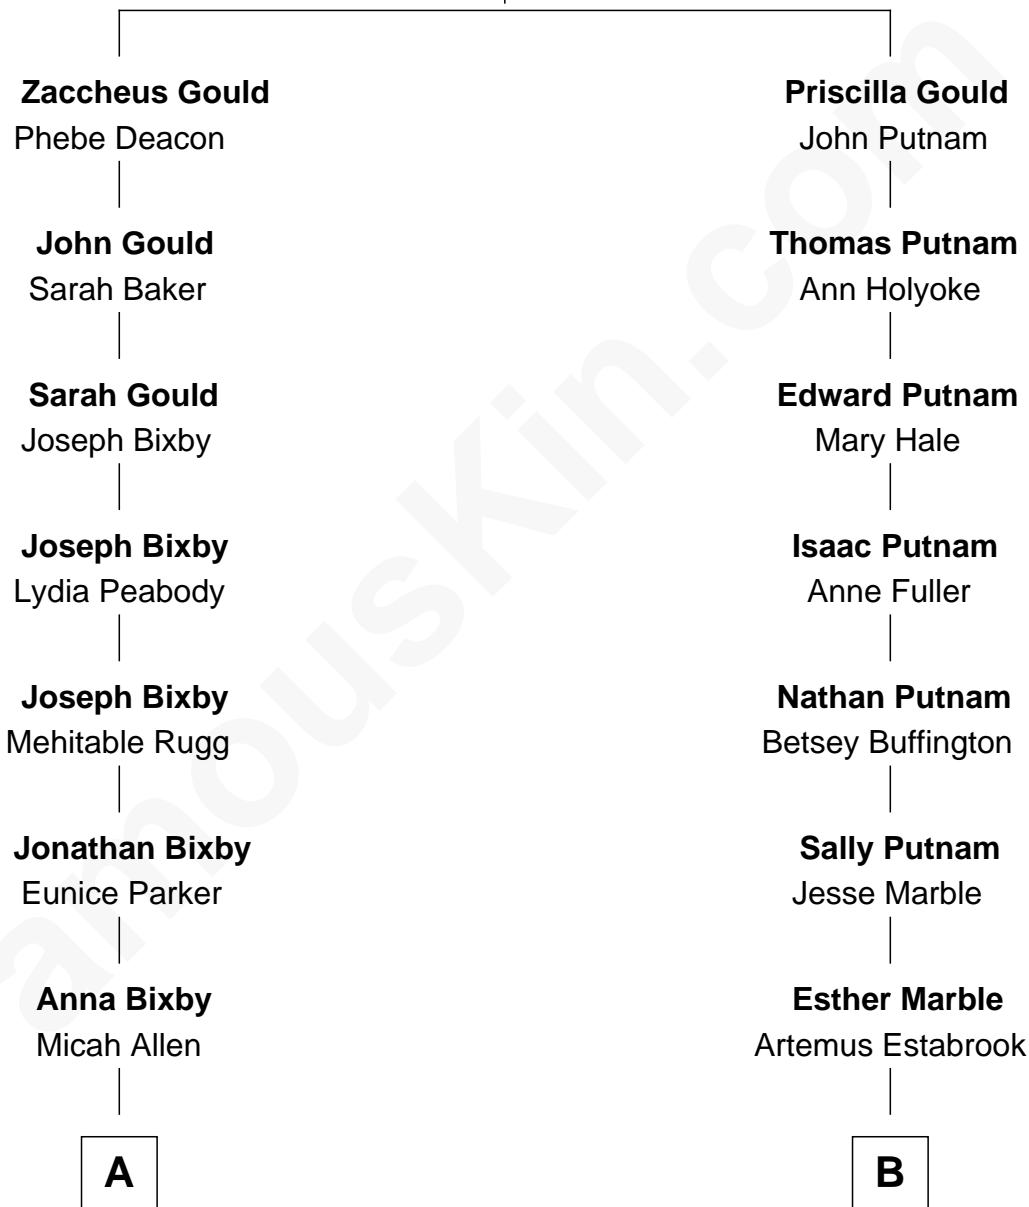 Zaccheus Gould
Phebe Deacon
John Gould
Sarah Baker
Sarah Gould
Joseph Bixby
Joseph Bixby
Lydia Peabody
Joseph Bixby
Mehitable Rugg
Jonathan Bixby
Eunice Parker
Anna Bixby
Micah Allen
A
Priscilla Gould
John Putnam
Thomas Putnam
Ann Holyoke
Edward Putnam
Mary Hale
Isaac Putnam
Anne Fuller
Nathan Putnam
Betsey Buffington
Sally Putnam
Jesse Marble
Esther Marble
Artemus Estabrook
B
amouskin.com